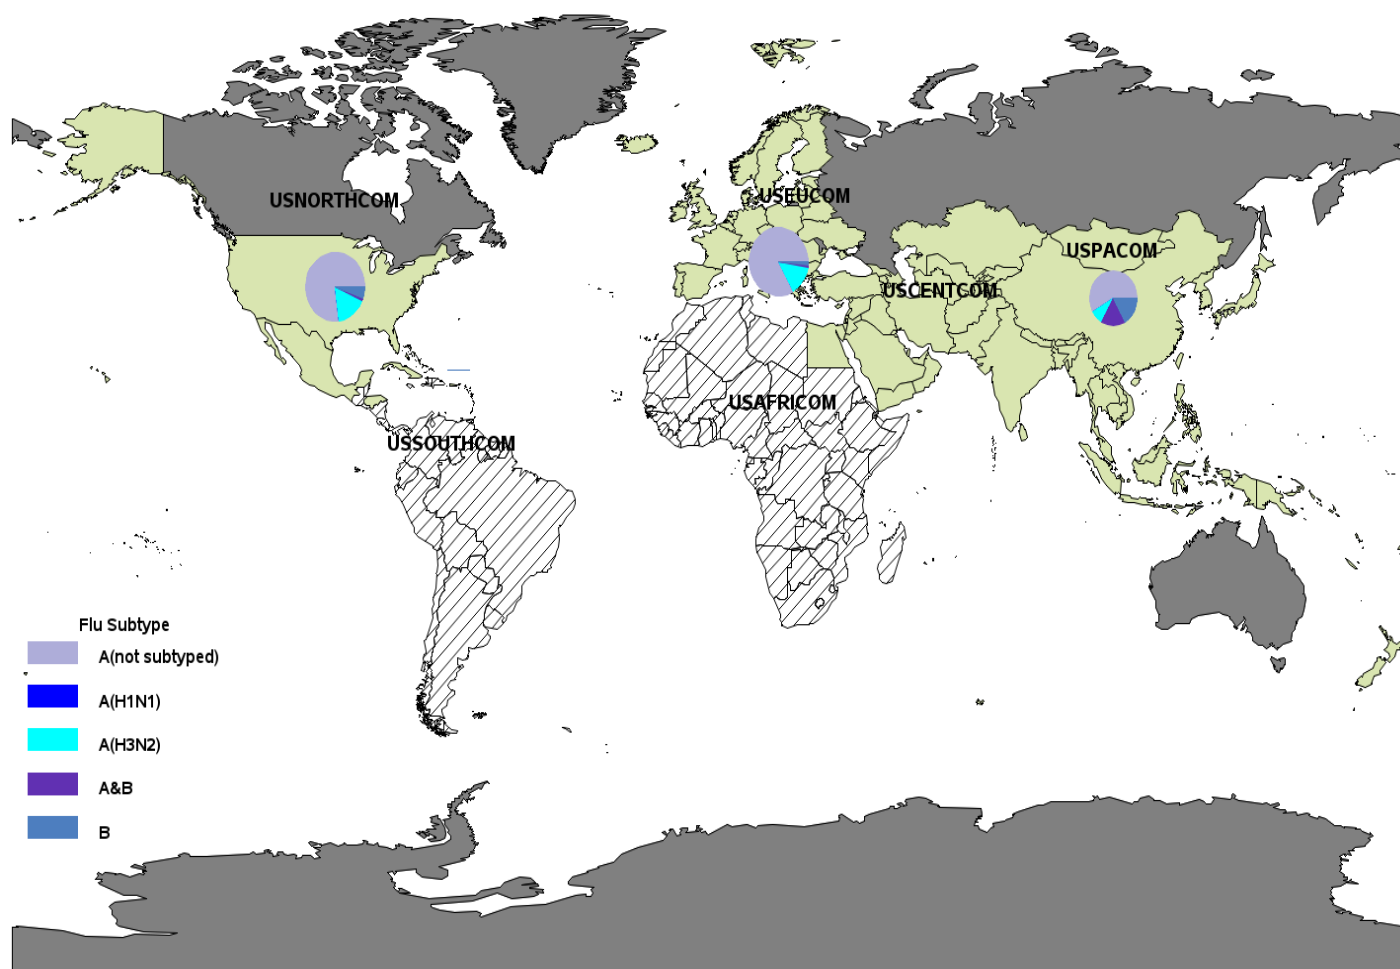 USEUCOM
USNORTHCOM
USPACOM
USCENTCOM
USAFRICOM
USSOUTHCOM
Flu Subtype
A(not subtyped)
A(H1N1)
A(H3N2)
A&B
B